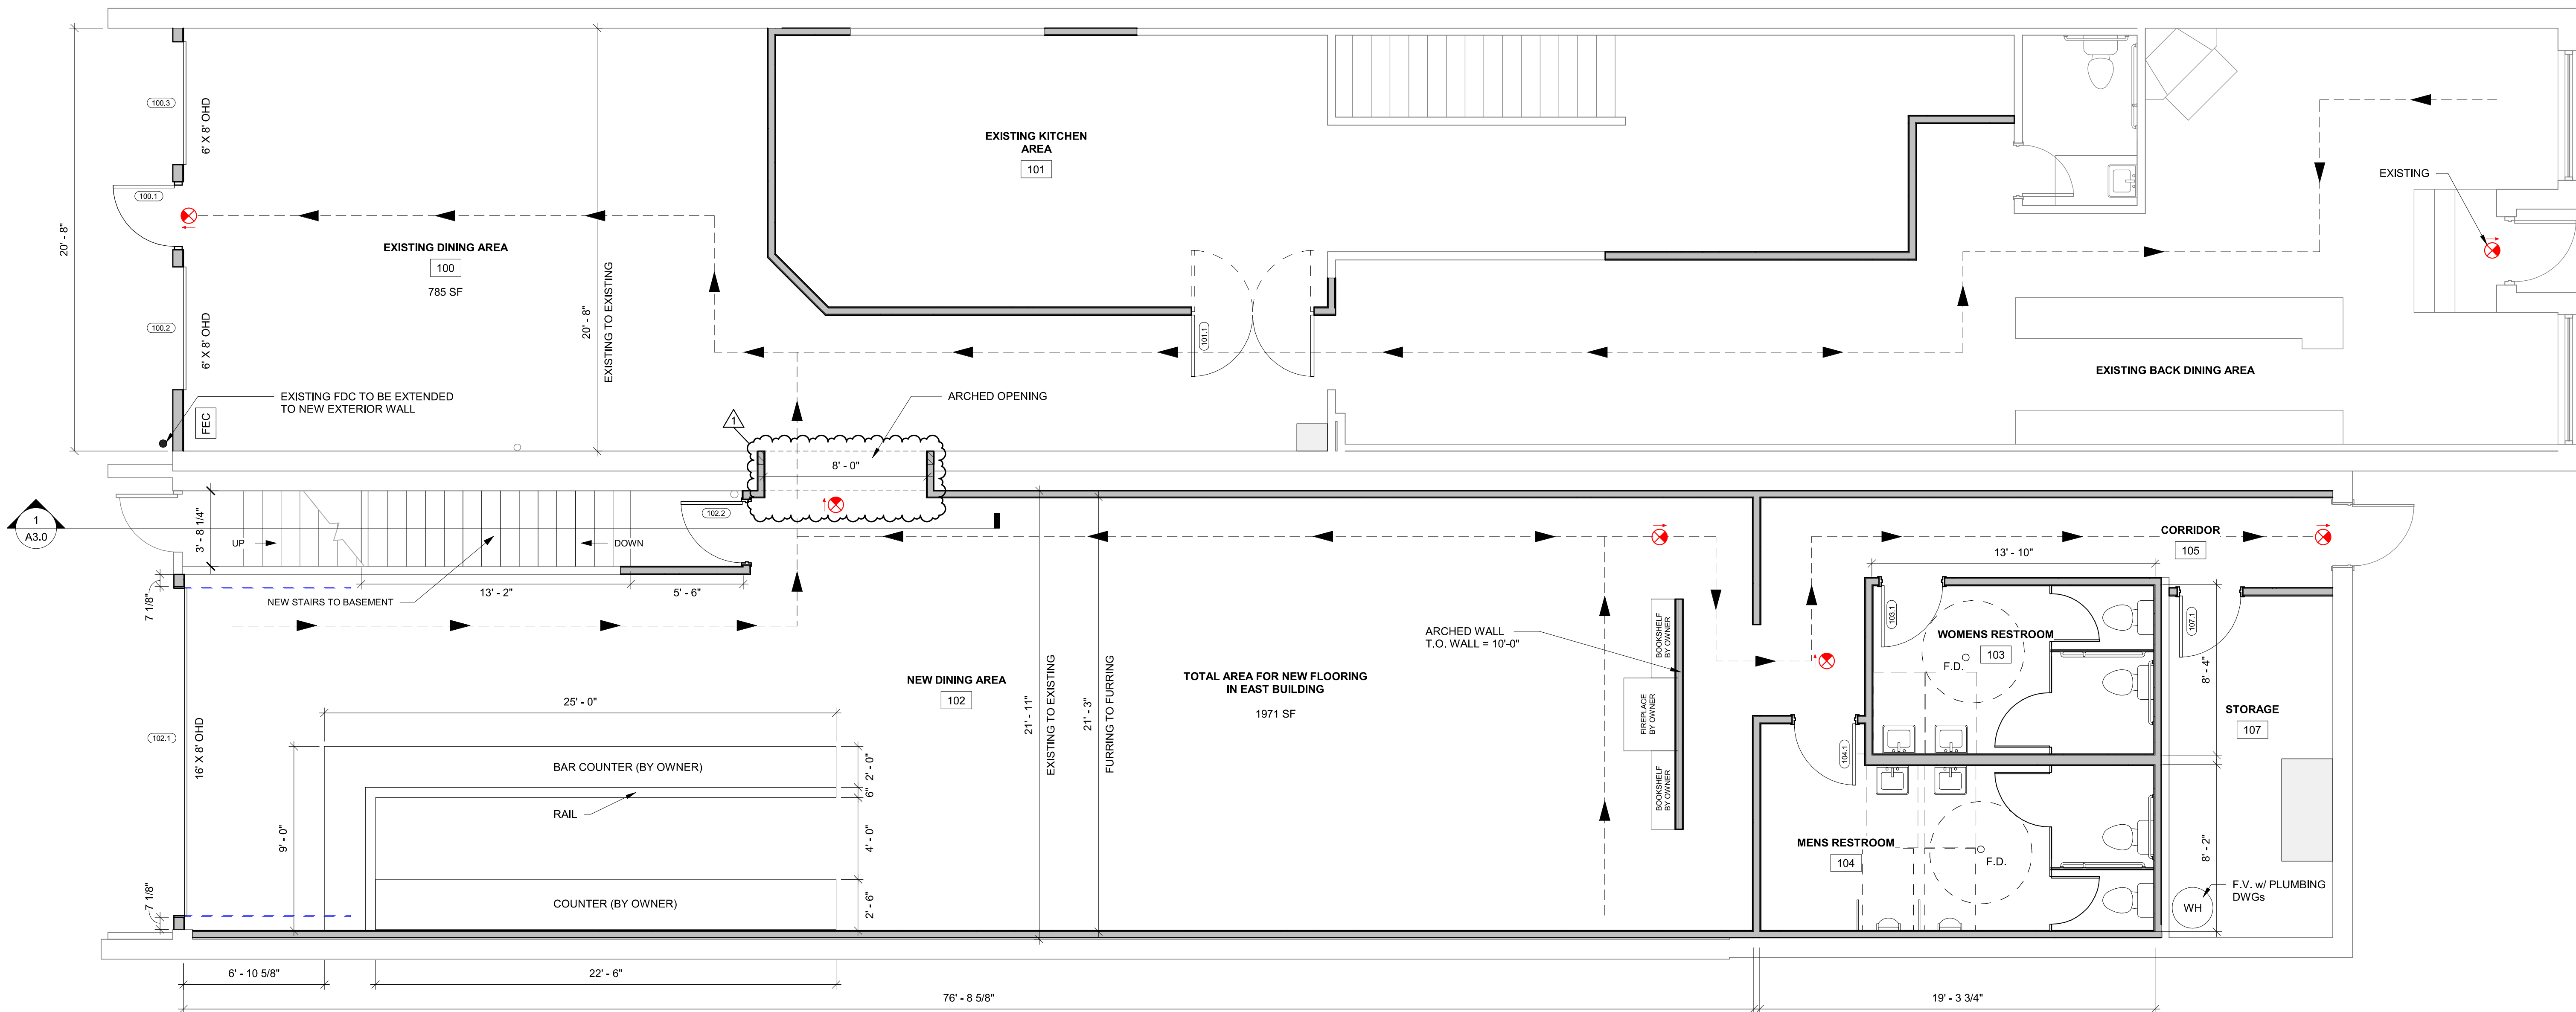 100.3
6' X 8' OHD
100.1
20' - 8"
EXISTING DINING AREA
100
785 SF
100.2
6' X 8' OHD
20' - 8"
EXISTING TO EXISTING
EXISTING FDC TO BE EXTENDED
TO NEW EXTERIOR WALL
FEC
EXISTING KITCHEN
AREA
101
101.1
ARCHED OPENING
1
8' - 0"
EXISTING
EXISTING BACK DINING AREA
1
A3.0
3' - 8 1/4"
UP
DOWN
102.2
NEW STAIRS TO BASEMENT
13' - 2"
5' - 6"
7 1/8"
102.1
16' X 8' OHD
7 1/8"
25' - 0"
9' - 0"
BAR COUNTER (BY OWNER)
RAIL
COUNTER (BY OWNER)
2' - 0"
6"
4' - 0"
2' - 6"
NEW DINING AREA
102
21' - 11"
EXISTING TO EXISTING
21' - 3"
FURRING TO FURRING
TOTAL AREA FOR NEW FLOORING
IN EAST BUILDING
1971 SF
ARCHED WALL
T.O. WALL = 10'-0"
BOOKSHELF
BY OWNER
FIREPLACE
BY OWNER
BOOKSHELF
BY OWNER
CORRIDOR
105
13' - 10"
103.1
WOMENS RESTROOM
103
F.D.
107.1
8' - 4"
STORAGE
107
104.1
MENS RESTROOM
104
F.D.
8' - 2"
F.V. w/ PLUMBING
DWGs
WH
6' - 10 5/8"
22' - 6"
76' - 8 5/8"
19' - 3 3/4"